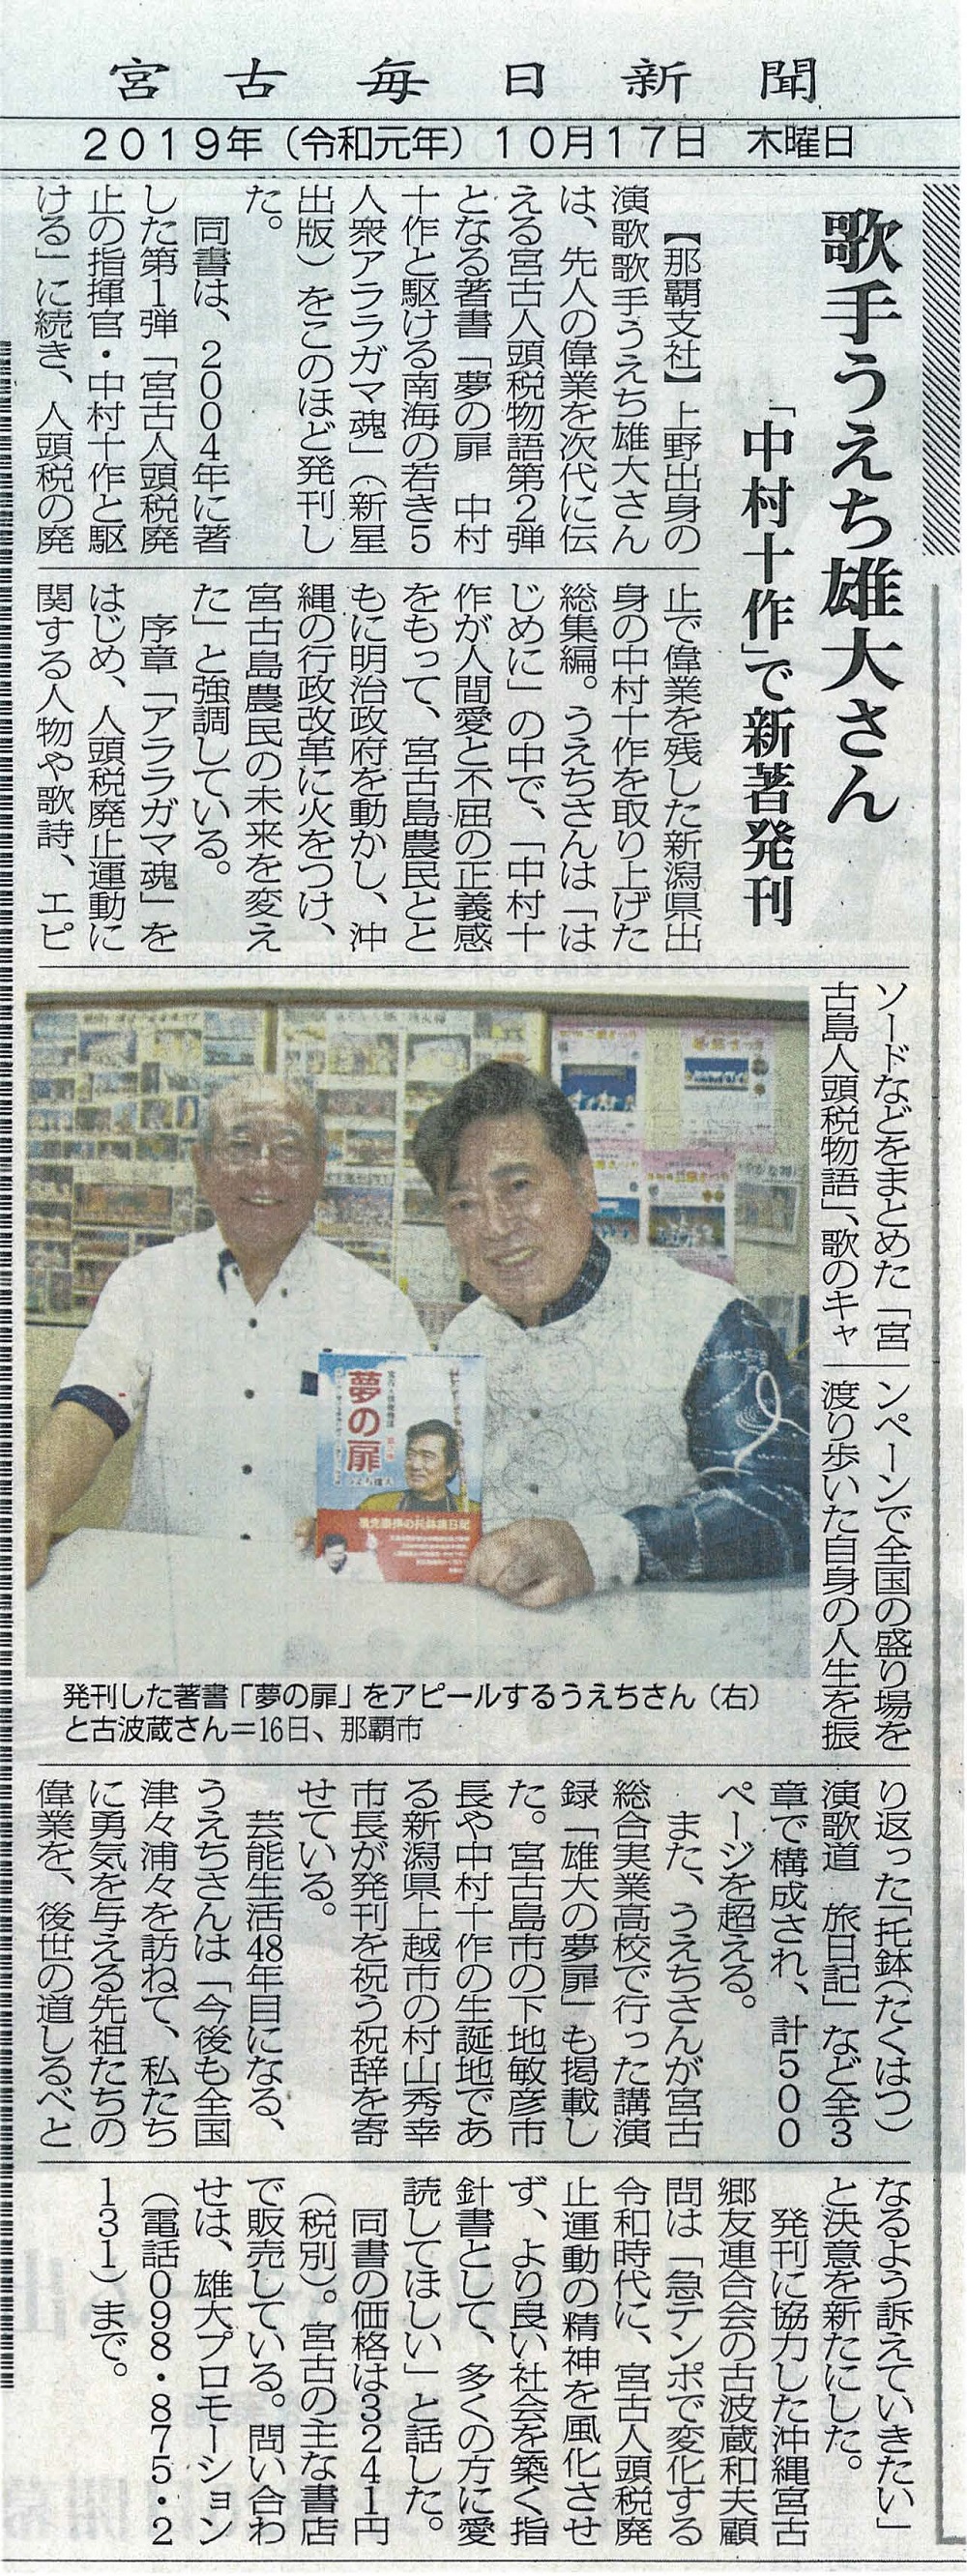 宮古毎日新聞
2019年(令和元年)10月17日 木曜日
歌手うえち雄大さん
「中村十作」で新著発刊
【那覇支社】上野出身の
演歌歌手うえち雄大さん
は、先人の偉業を次代に伝
える宮古人頭税物語第2弾
となる著書「夢の扉 中村
十作と駆ける南海の若き5
人衆アララガマ魂」(新星
出版)をこのほど発刊し
た。
同書は、2004年に著
した第1弾「宮古人頭税廃
止の指揮官・中村十作と駆
ける」に続き、人頭税の廃
止で偉業を残した新潟県出
身の中村十作を取り上げた
総集編。うえちさんは「は
じめに」の中で、「中村十
作が人間愛と不屈の正義感
をもって、宮古島農民とと
もに明治政府を動かし、沖
縄の行政改革に火をつけ、
宮古島農民の未来を変え
た」と強調している。
序章「アララガマ魂」を
はじめ、人頭税廃止運動に
関する人物や歌詩、エピ
ソードなどをまとめた「宮
古島人頭税物語」、歌のキャ
ンペーンで全国の盛り場を
渡り歩いた自身の人生を振
り返った「托鉢(たくはつ)
演歌道 旅日記」など全3
章で構成され、計500
ページを超える。
また、うえちさんが宮古
総合実業高校で行った講演
録「雄大の夢扉」も掲載し
た。宮古島市の下地敏彦市
長や中村十作の生誕地であ
る新潟県上越市の村山秀幸
市長が発刊を祝う祝辞を寄
せている。
芸能生活48年目になる、
うえちさんは「今後も全国
津々浦々を訪ねて、私たち
に勇気を与える先祖たちの
偉業を、後世の道しるべと
なるよう訴えていきたい」
と決意を新たにした。
発刊に協力した沖縄宮古
郷友連合会の古波蔵和夫顧
問は「急テンポで変化する
令和時代に、宮古人頭税廃
止運動の精神を風化させ
ず、より良い社会を築く指
針書として、多くの方に愛
読してほしい」と話した。
同書の価格は3241円
(税別)。宮古の主な書店
で販売している。問い合わ
せは、雄大プロモーション
(電話098・875・2
131)まで。
夢の扉
発刊した著書「夢の扉」をアピールするうえちさん(右)
と古波蔵さん=16日、那覇市